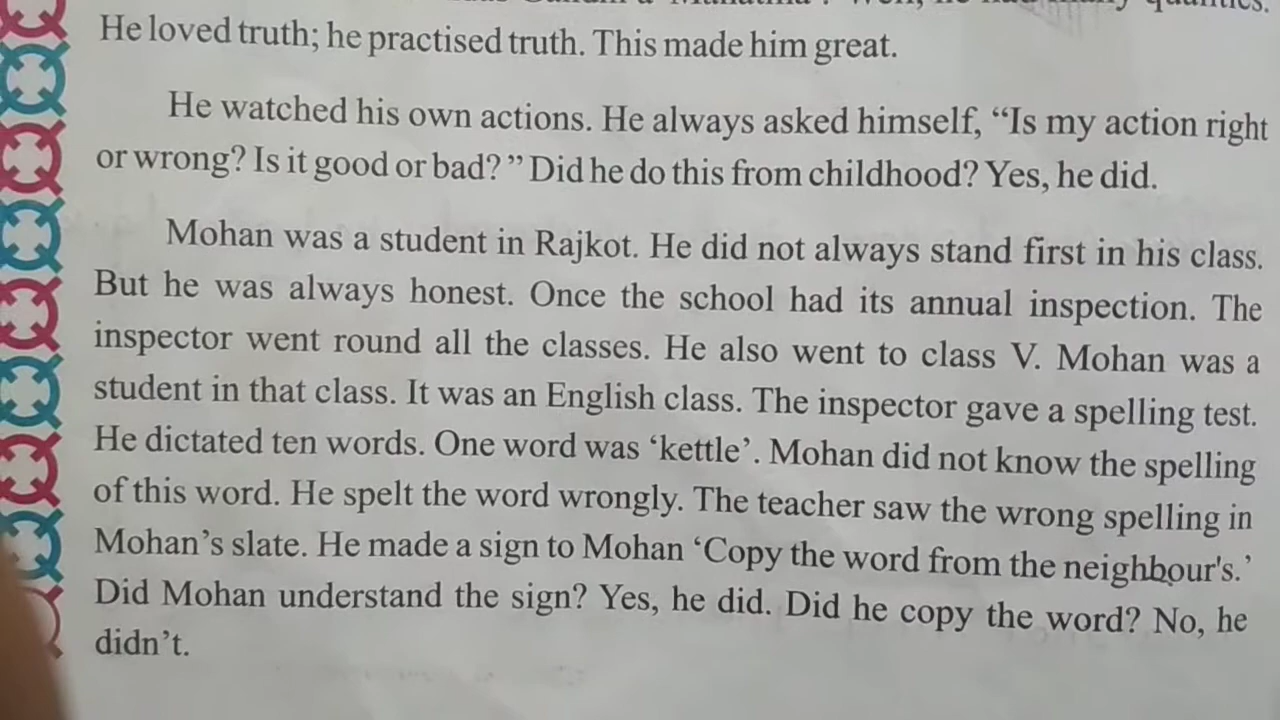 He loved truth; he practised truth. This made him great.
He watched his own actions. He always asked himself, “Is my action right
or wrong? Is it good or bad? ” Did he do this from childhood? Yes, he did.
Mohan was a student in Rajkot. He did not always stand first in his class.
But he was always honest. Once the school had its annual inspection. The
inspector went round all the classes. He also went to class V. Mohan was a
student in that class. It was an English class. The inspector gave a spelling test.
He dictated ten words. One word was ‘kettle’. Mohan did not know the spelling
of this word. He spelt the word wrongly. The teacher saw the wrong spelling in
Mohan’s slate. He made a sign to Mohan ‘Copy the word from the neighbour's.’
Did Mohan understand the sign? Yes, he did. Did he copy the word? No, he
didn’t.